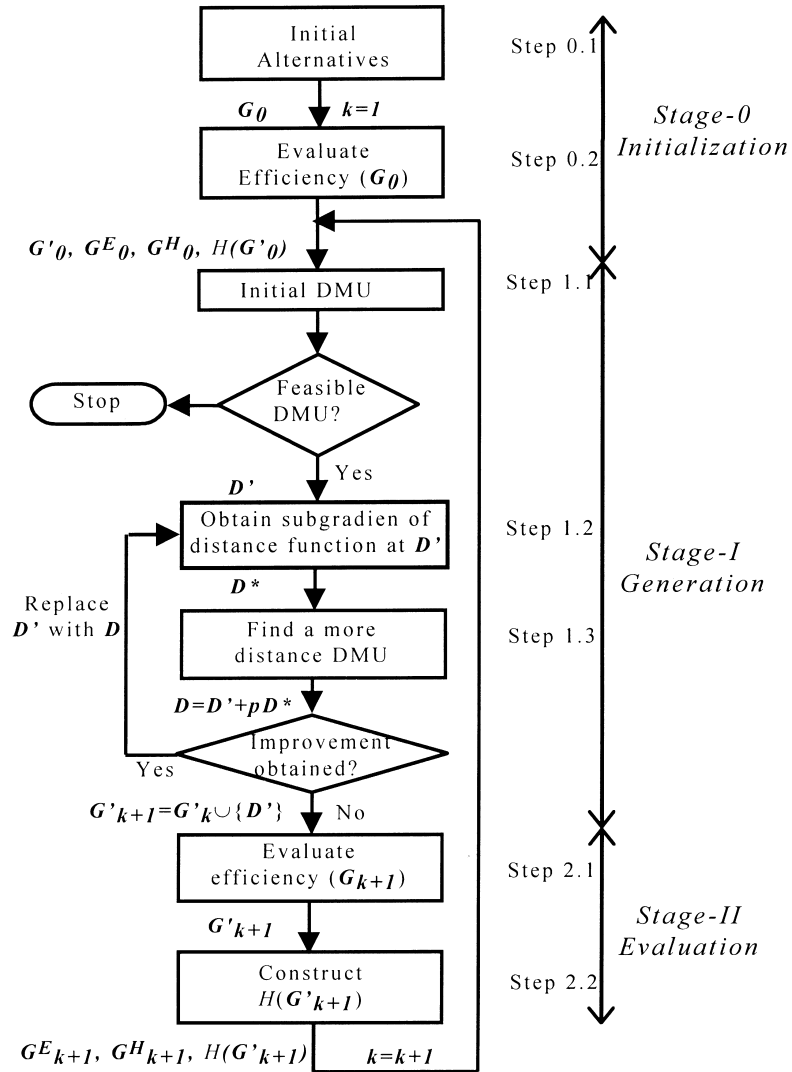 Initial
Alternatives
Step 0.1
G0 k=1
Stage-0
Initialization
Evaluate
Efficiency (G0)
Step 0.2
G'0, GE0, GH0, H(G'0)
Initial DMU
Step 1.1
Feasible
DMU?
Stop
Yes
D'
Obtain subgradien of
distance function at D'
Step 1.2
Stage-I
Generation
D*
Replace
D' with D
Find a more
distance DMU
Step 1.3
D=D'+pD*
Improvement
obtained?
Yes
G'k+1=G'k∪{D'} No
Evaluate
efficiency (Gk+1)
Step 2.1
G'k+1
Stage-II
Evaluation
Construct
H(G'k+1)
Step 2.2
GEk+1, GHk+1, H(G'k+1) k=k+1